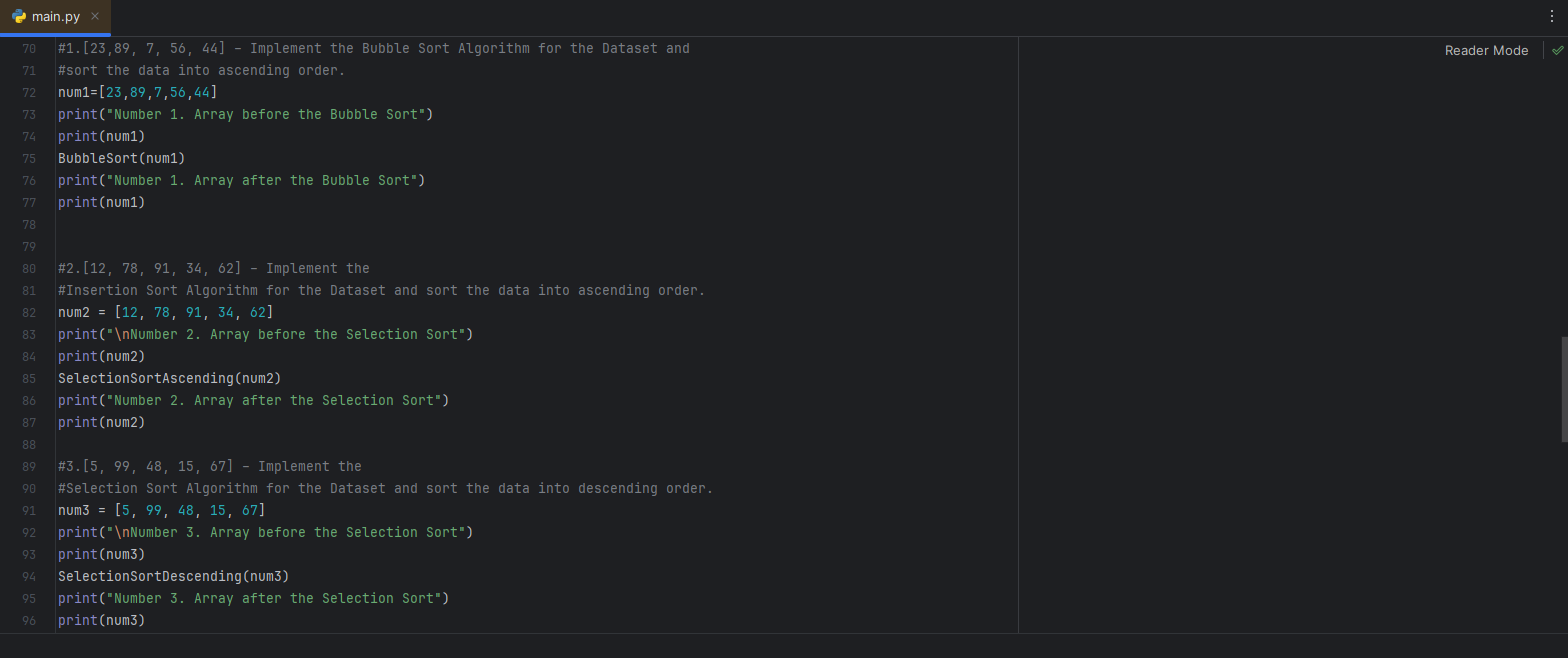 main.py
Reader Mode
70 #1.[23,89, 7, 56, 44] – Implement the Bubble Sort Algorithm for the Dataset and
71 #sort the data into ascending order.
72 num1=[23,89,7,56,44]
73 print("Number 1. Array before the Bubble Sort")
74 print(num1)
75 BubbleSort(num1)
76 print("Number 1. Array after the Bubble Sort")
77 print(num1)
78
79
80 #2.[12, 78, 91, 34, 62] – Implement the
81 #Insertion Sort Algorithm for the Dataset and sort the data into ascending order.
82 num2 = [12, 78, 91, 34, 62]
83 print("\nNumber 2. Array before the Selection Sort")
84 print(num2)
85 SelectionSortAscending(num2)
86 print("Number 2. Array after the Selection Sort")
87 print(num2)
88
89 #3.[5, 99, 48, 15, 67] – Implement the
90 #Selection Sort Algorithm for the Dataset and sort the data into descending order.
91 num3 = [5, 99, 48, 15, 67]
92 print("\nNumber 3. Array before the Selection Sort")
93 print(num3)
94 SelectionSortDescending(num3)
95 print("Number 3. Array after the Selection Sort")
96 print(num3)